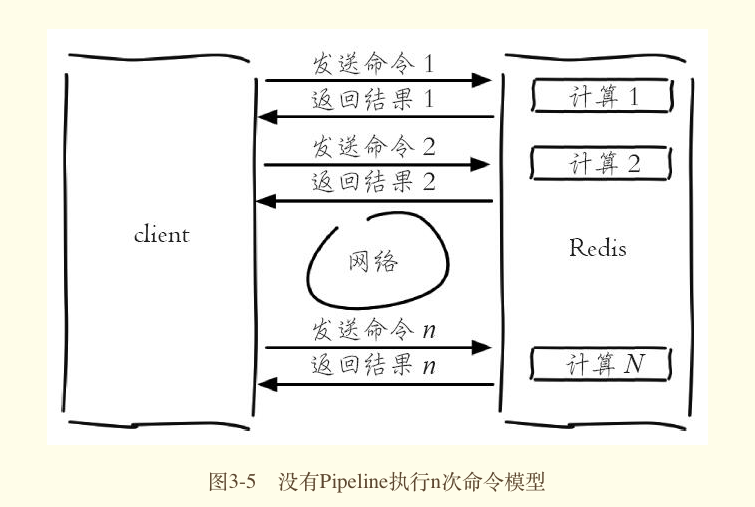 发送命令 1
返回结果 1
计算 1
发送命令 2
返回结果 2
计算 2
client
网络
Redis
发送命令 n
返回结果 n
计算 N
图3-5 没有Pipeline执行n次命令模型